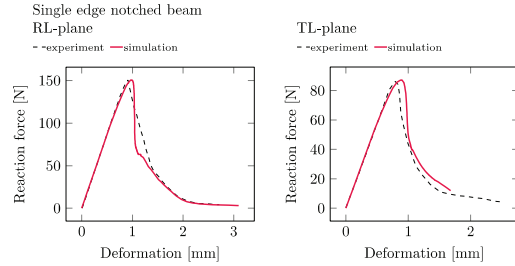 Single edge notched beam
RL-plane
experiment simulation
150
100
50
0
Reaction force [N]
0 1 2 3
Deformation [mm]
TL-plane
experiment simulation
80
60
40
20
0
Reaction force [N]
0 1 2
Deformation [mm]